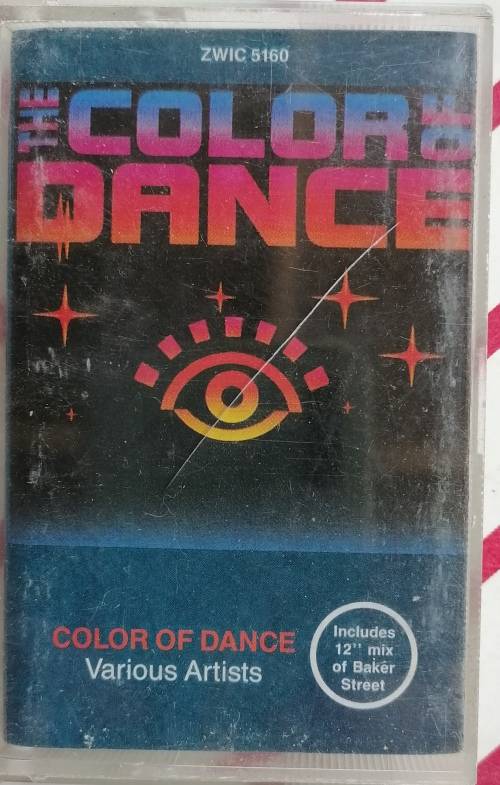 ZWIC 5160
THE COLOR OF
DANCE
COLOR OF DANCE
Various Artists
Includes
12" mix
of Baker
Street